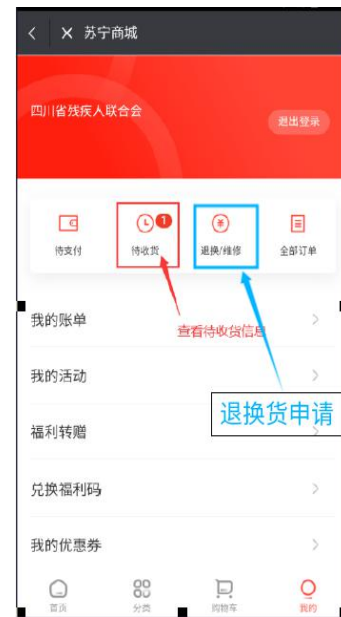 苏宁商城
四川省残疾人联合会
退出登录
1
待支付
待收货
退换/维修
全部订单
我的账单
查看待收货信息
我的活动
退换货申请
福利转赠
兑换福利码
我的优惠券
首页
分类
购物车
我的